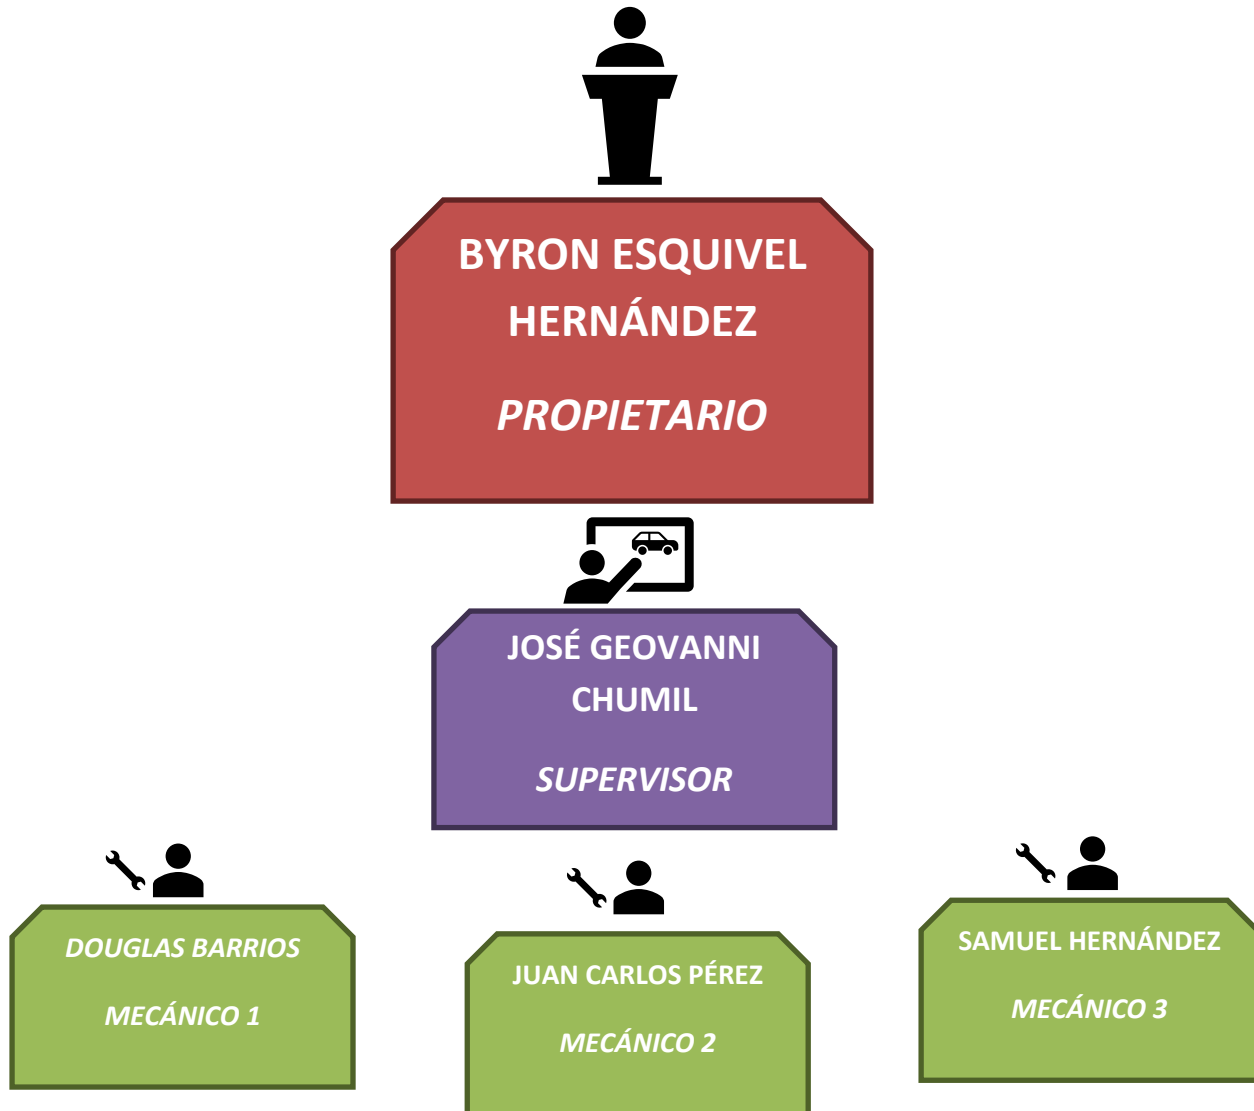 BYRON ESQUIVEL
HERNÁNDEZ
PROPIETARIO
JOSÉ GEOVANNI
CHUMIL
SUPERVISOR
DOUGLAS BARRIOS
MECÁNICO 1
JUAN CARLOS PÉREZ
MECÁNICO 2
SAMUEL HERNÁNDEZ
MECÁNICO 3